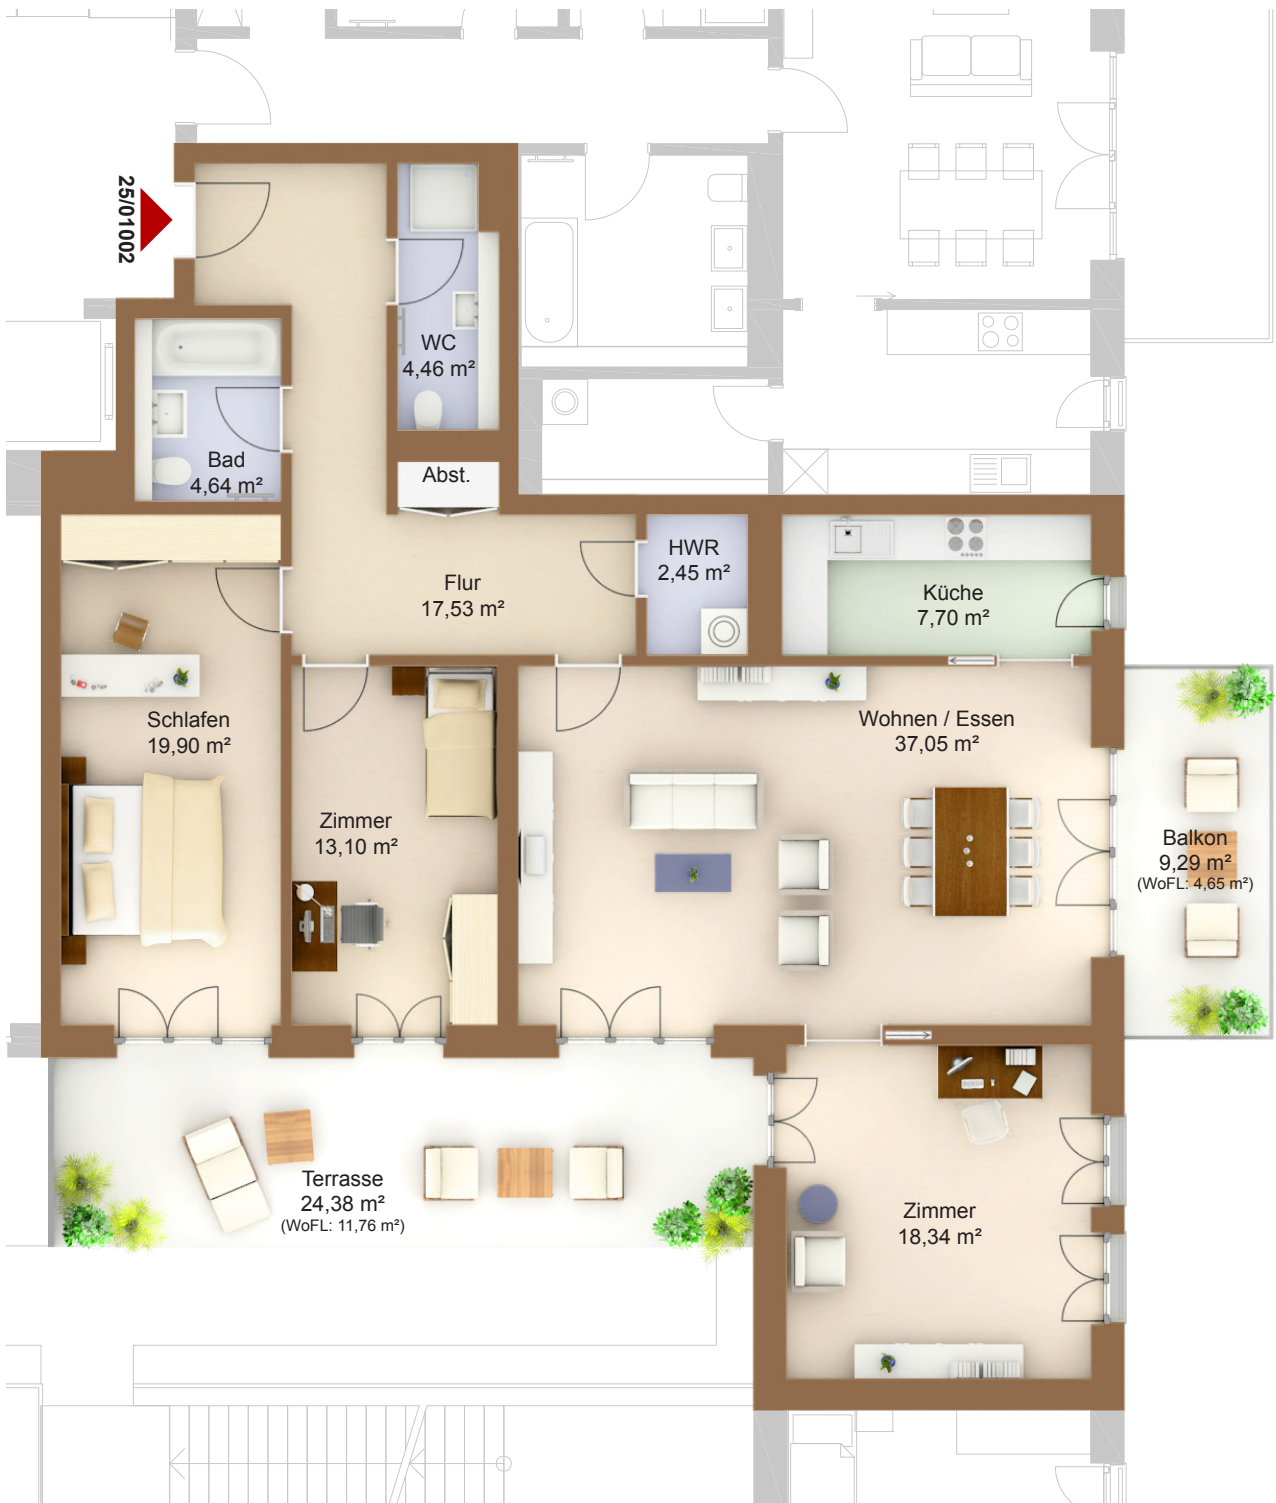 25/01002
WC
4,46 m²
Bad
4,64 m²
Abst.
HWR
2,45 m²
Flur
17,53 m²
Küche
7,70 m²
Schlafen
19,90 m²
Wohnen / Essen
37,05 m²
Zimmer
13,10 m²
Balkon
9,29 m²
(WoFL: 4,65 m²)
Terrasse
24,38 m²
(WoFL: 11,76 m²)
Zimmer
18,34 m²